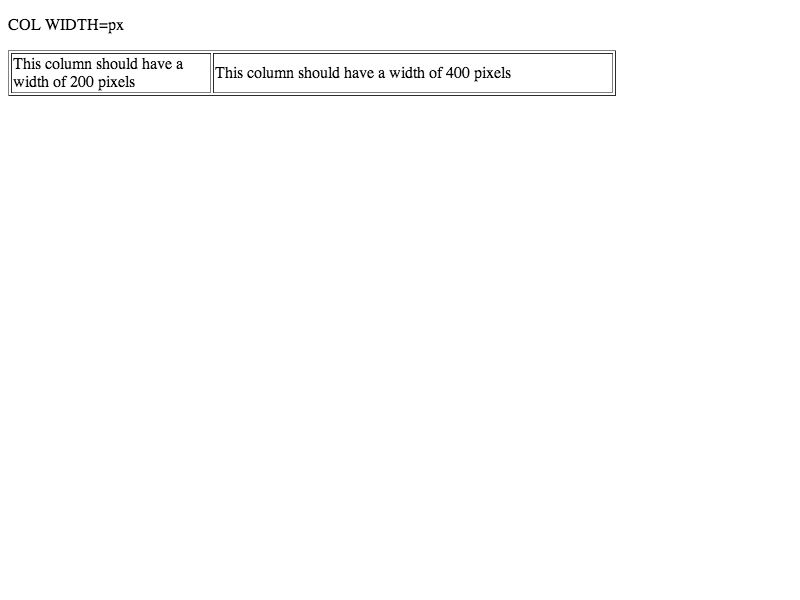 COL WIDTH=px
This column should have a
width of 200 pixels
This column should have a width of 400 pixels